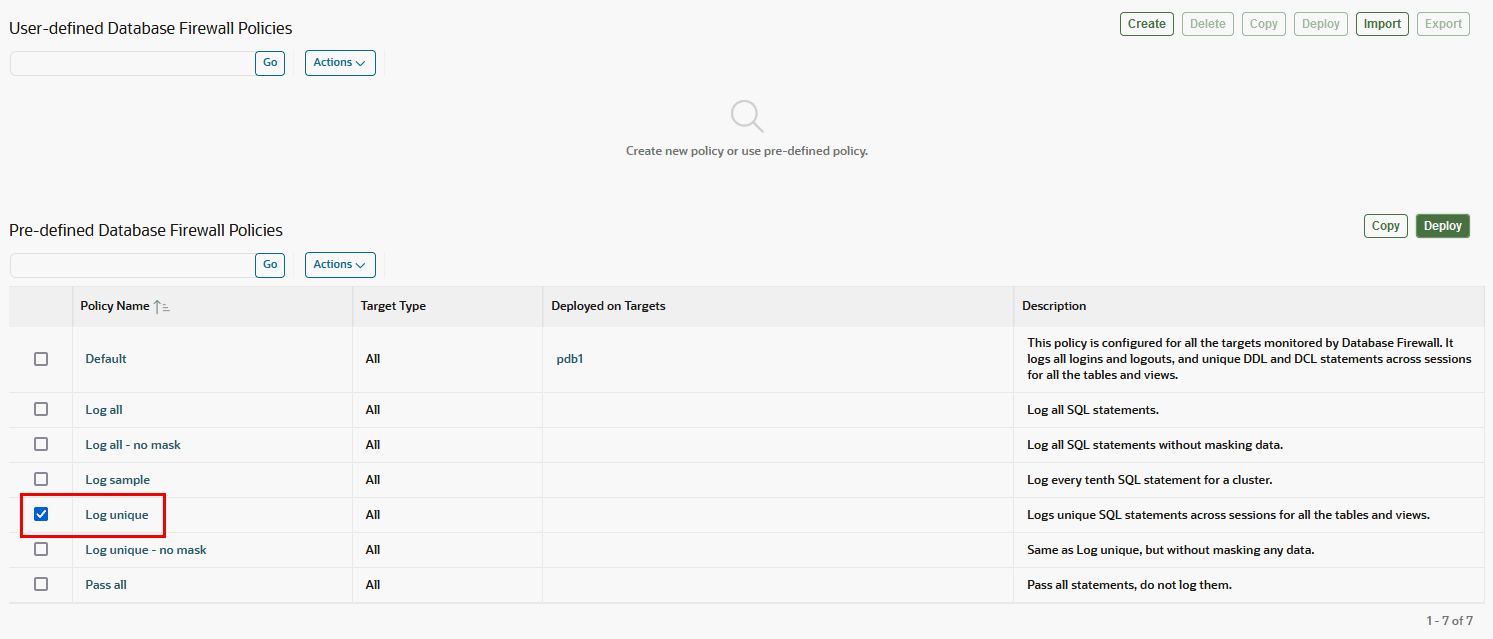 User-defined Database Firewall Policies
Create Delete Copy Deploy Import Export
Go Actions
Create new policy or use pre-defined policy.
Pre-defined Database Firewall Policies
Copy Deploy
Go Actions
Policy Name Target Type Deployed on Targets Description
Default All pdb1 This policy is configured for all the targets monitored by Database Firewall. It
logs all logins and logouts, and unique DDL and DCL statements across sessions
for all the tables and views.
Log all All Log all SQL statements.
Log all - no mask All Log all SQL statements without masking data.
Log sample All Log every tenth SQL statement for a cluster.
Log unique All Logs unique SQL statements across sessions for all the tables and views.
Log unique - no mask All Same as Log unique, but without masking any data.
Pass all All Pass all statements, do not log them.
1 - 7 of 7